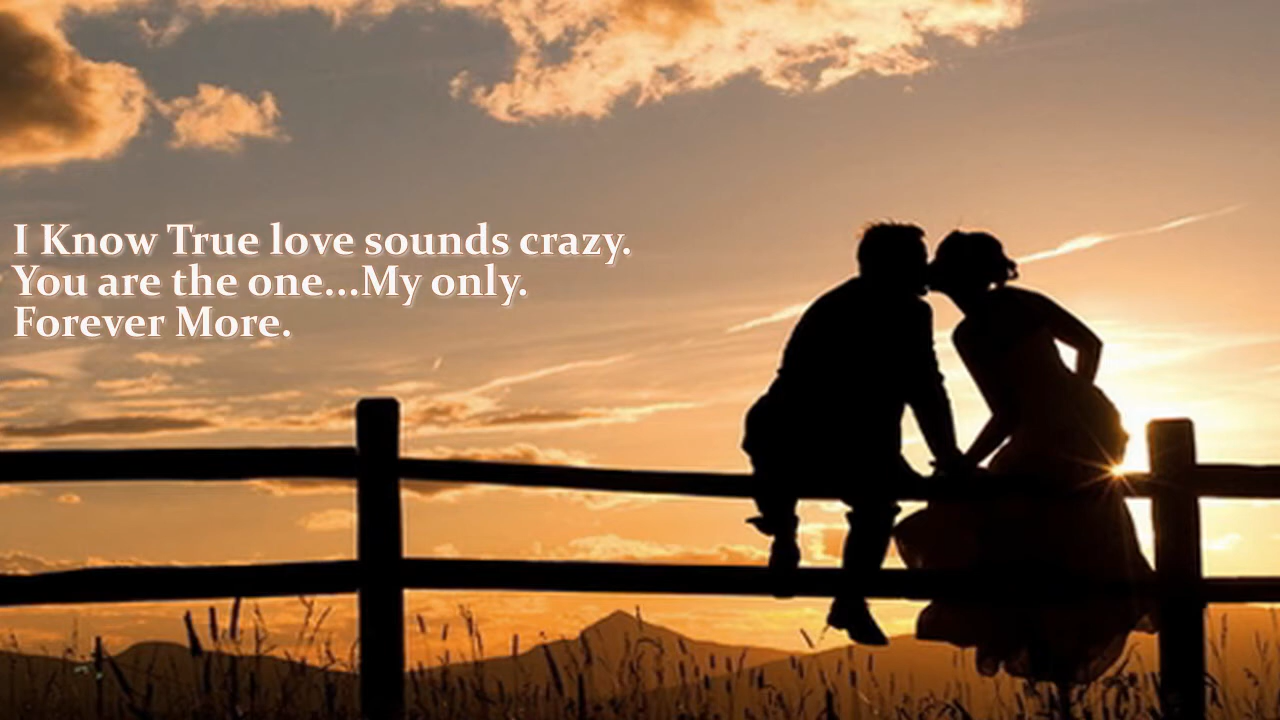 I Know True love sounds crazy.
You are the one...My only.
Forever More.